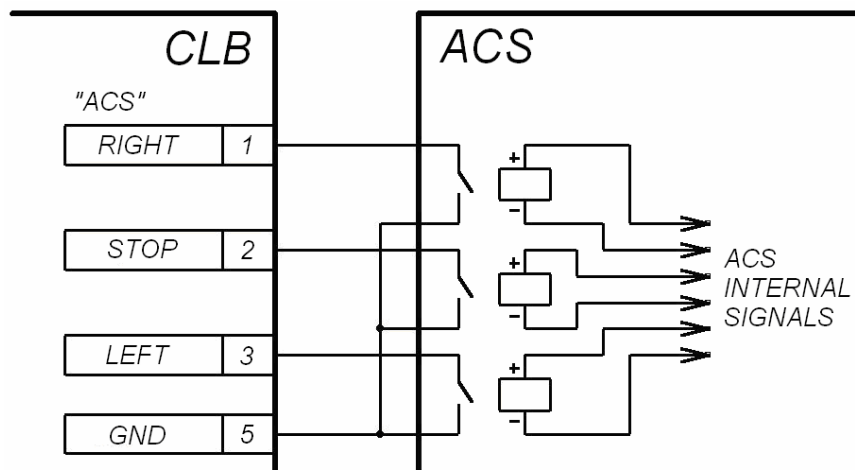 CLB
ACS
"ACS"
RIGHT 1
STOP 2
LEFT 3
GND 5
+
−
+
−
+
−
ACS
INTERNAL
SIGNALS